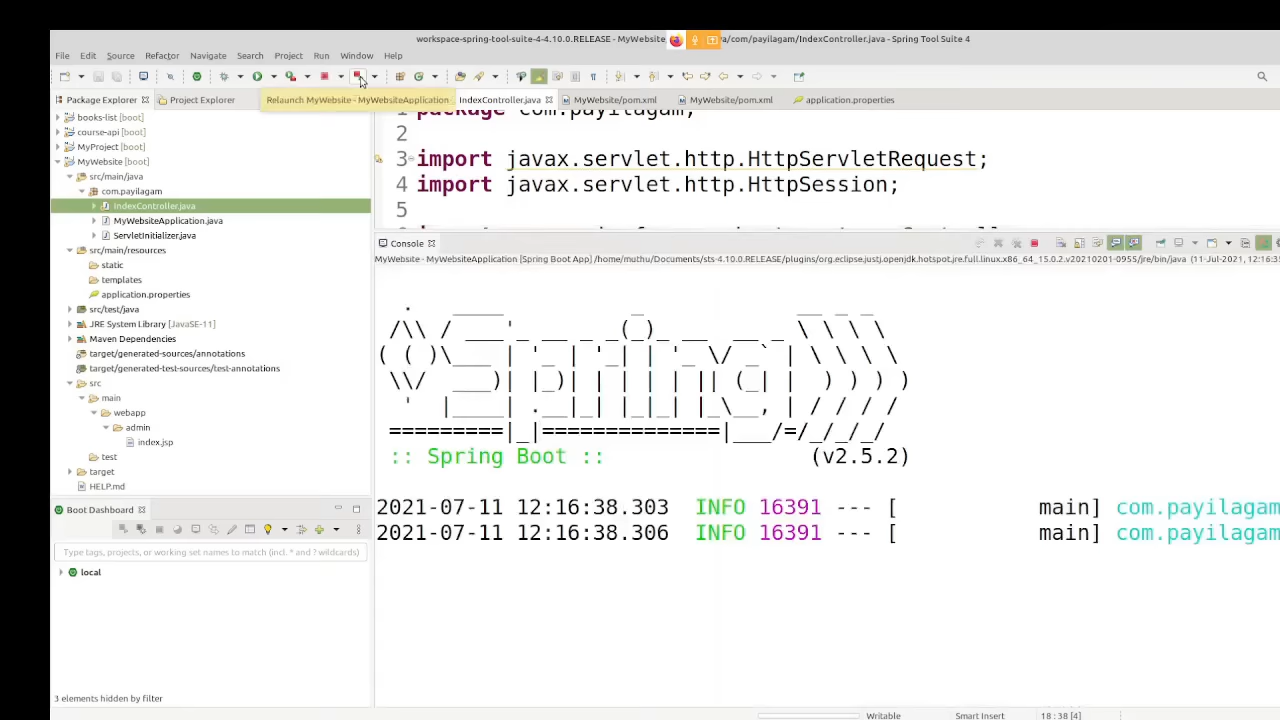 workspace-spring-tool-suite-4-4.10.0.RELEASE - MyWebsite. a/com/payilagam/IndexController.java - Spring Tool Suite 4
File Edit Source Refactor Navigate Search Project Run Window Help
Package Explorer Project Explorer Relaunch MyWebsite - MyWebsiteApplication IndexController.java MyWebsite/pom.xml MyWebsite/pom.xml application.properties
books-list [boot]
course-api [boot]
MyProject [boot]
MyWebsite [boot]
src/main/java
com.payilagam
IndexController.java
MyWebsiteApplication.java
ServletInitializer.java
src/main/resources
static
templates
application.properties
src/test/java
JRE System Library [JavaSE-11]
Maven Dependencies
target/generated-sources/annotations
target/generated-test-sources/test-annotations
src
main
webapp
admin
index.jsp
test
target
HELP.md
Boot Dashboard
Type tags, projects, or working set names to match (incl. * and ? wildcards)
local
3 elements hidden by filter
1 package com.payilagam;
2
3 import javax.servlet.http.HttpServletRequest;
4 import javax.servlet.http.HttpSession;
5
Console
MyWebsite - MyWebsiteApplication [Spring Boot App] /home/muthu/Documents/sts-4.10.0.RELEASE/plugins/org.eclipse.justj.openjdk.hotspot.jre.full.linux.x86_64_15.0.2.v20210201-0955/jre/bin/java (11-Jul-2021, 12:16:3
Spring
:: Spring Boot :: (v2.5.2)
2021-07-11 12:16:38.303 INFO 16391 --- [ main] com.payilagam
2021-07-11 12:16:38.306 INFO 16391 --- [ main] com.payilagam
Writable Smart Insert 18 : 38 [4]